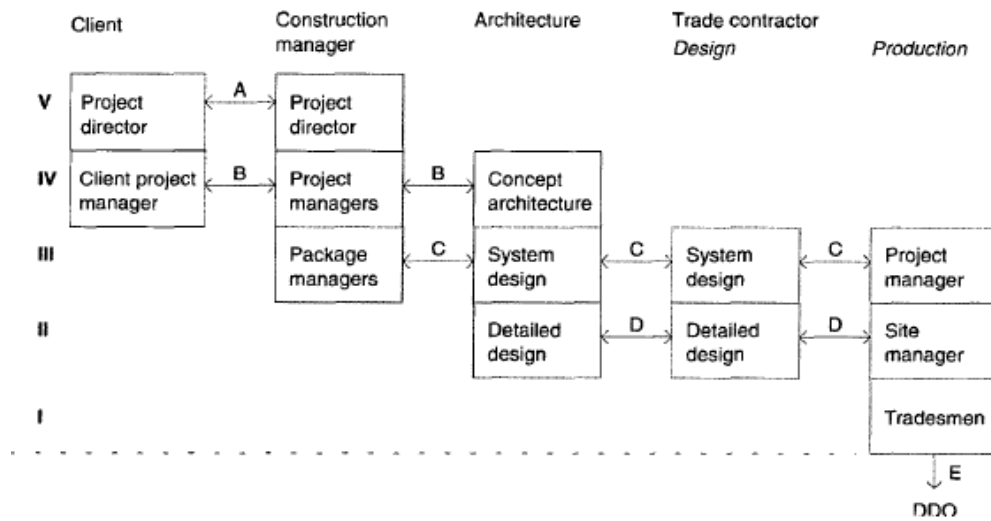 Client
Construction
manager
Architecture
Trade contractor
Design
Production
V
Project
director
A
Project
director
IV
Client project
manager
B
Project
managers
B
Concept
architecture
III
Package
managers
C
System
design
C
System
design
C
Project
manager
II
Detailed
design
D
Detailed
design
D
Site
manager
I
Tradesmen
E
DDO